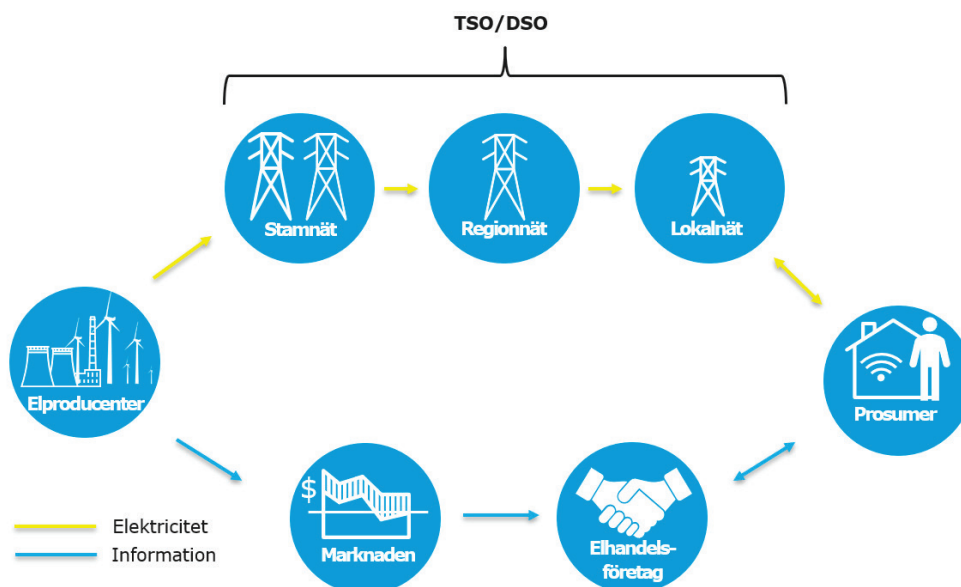 TSO/DSO
Stamnät
Regionnät
Lokalnät
Elproducenter
Prosumer
$
Marknaden
Elhandels-
företag
Elektricitet
Information